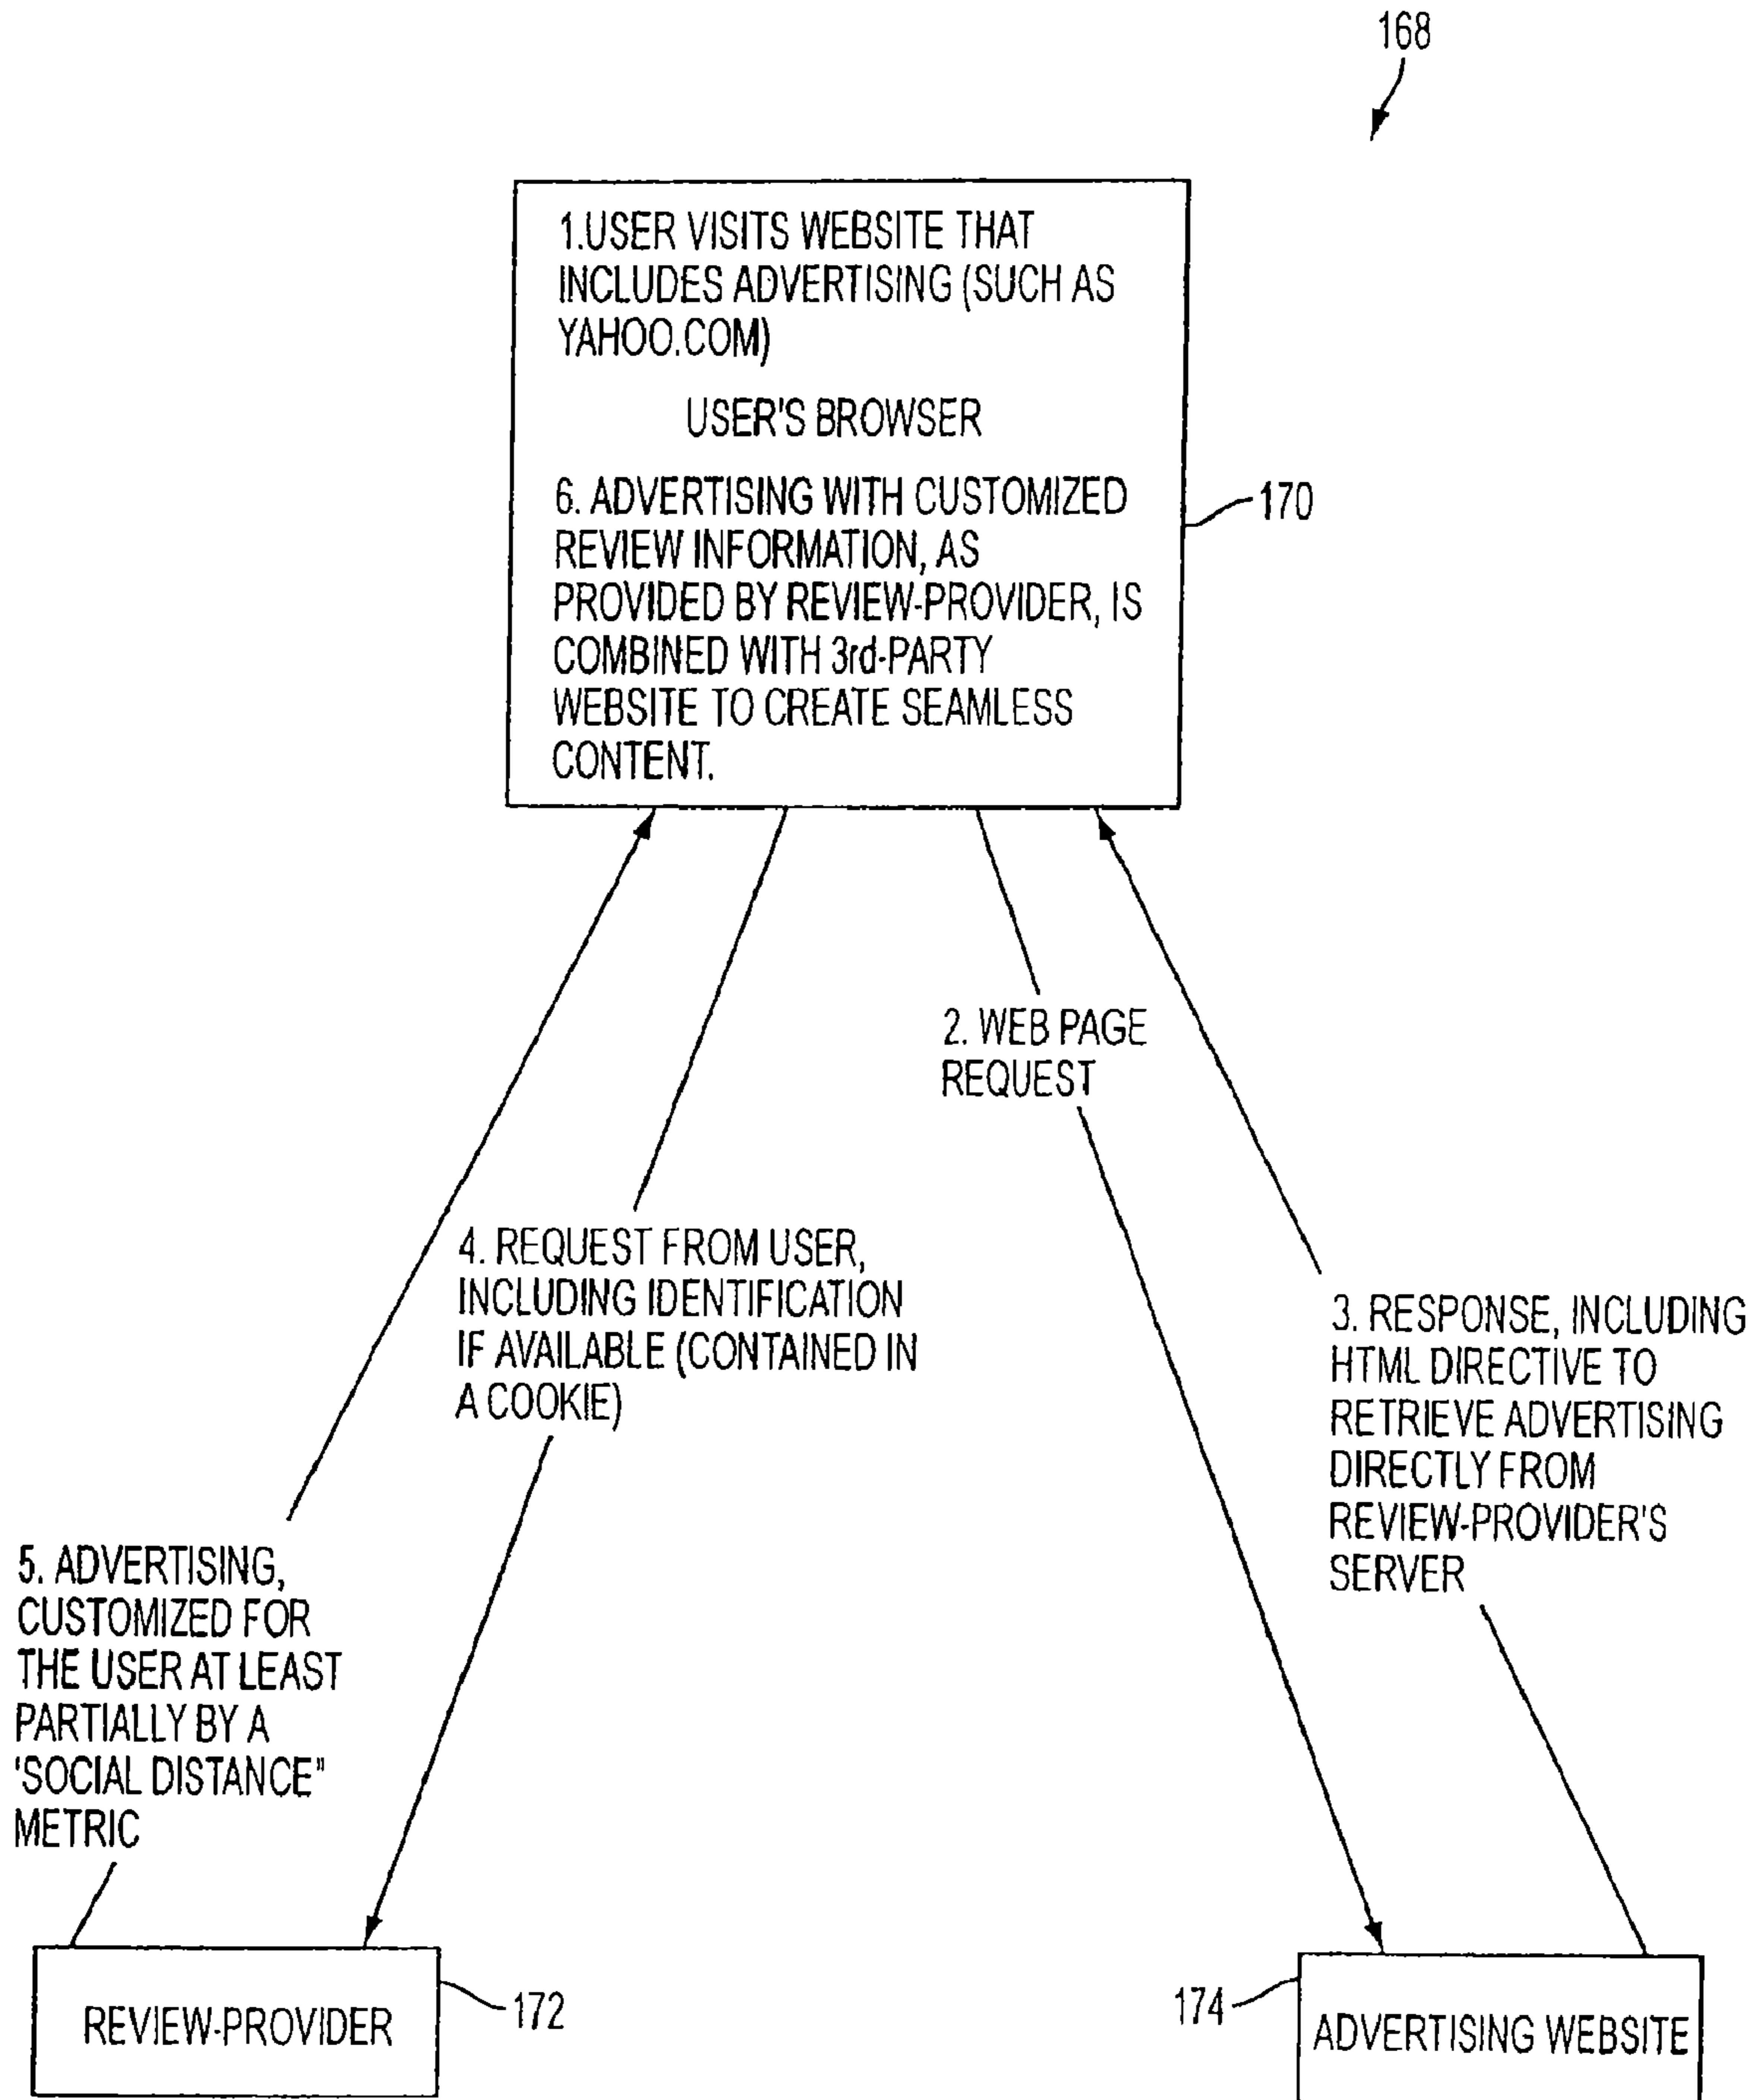 168
1.USER VISITS WEBSITE THAT
INCLUDES ADVERTISING (SUCH AS
YAHOO.COM)
USER'S BROWSER
6. ADVERTISING WITH CUSTOMIZED
REVIEW INFORMATION, AS
PROVIDED BY REVIEW-PROVIDER, IS
COMBINED WITH 3rd-PARTY
WEBSITE TO CREATE SEAMLESS
CONTENT.
170
2. WEB PAGE
REQUEST
4. REQUEST FROM USER,
INCLUDING IDENTIFICATION
IF AVAILABLE (CONTAINED IN
A COOKIE)
3. RESPONSE, INCLUDING
HTML DIRECTIVE TO
RETRIEVE ADVERTISING
DIRECTLY FROM
REVIEW-PROVIDER'S
SERVER
5. ADVERTISING,
CUSTOMIZED FOR
THE USER AT LEAST
PARTIALLY BY A
'SOCIAL DISTANCE"
METRIC
REVIEW-PROVIDER
172
174
ADVERTISING WEBSITE